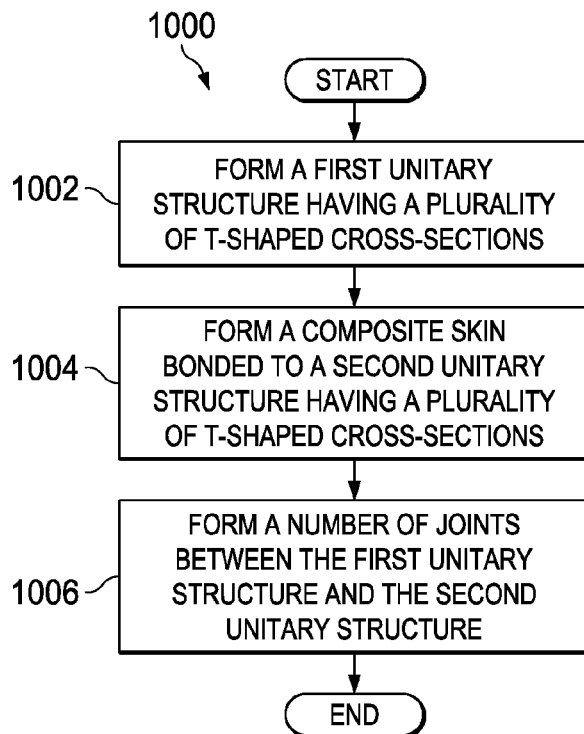 1000
START
1002
FORM A FIRST UNITARY
STRUCTURE HAVING A PLURALITY
OF T-SHAPED CROSS-SECTIONS
1004
FORM A COMPOSITE SKIN
BONDED TO A SECOND UNITARY
STRUCTURE HAVING A PLURALITY
OF T-SHAPED CROSS-SECTIONS
1006
FORM A NUMBER OF JOINTS
BETWEEN THE FIRST UNITARY
STRUCTURE AND THE SECOND
UNITARY STRUCTURE
END